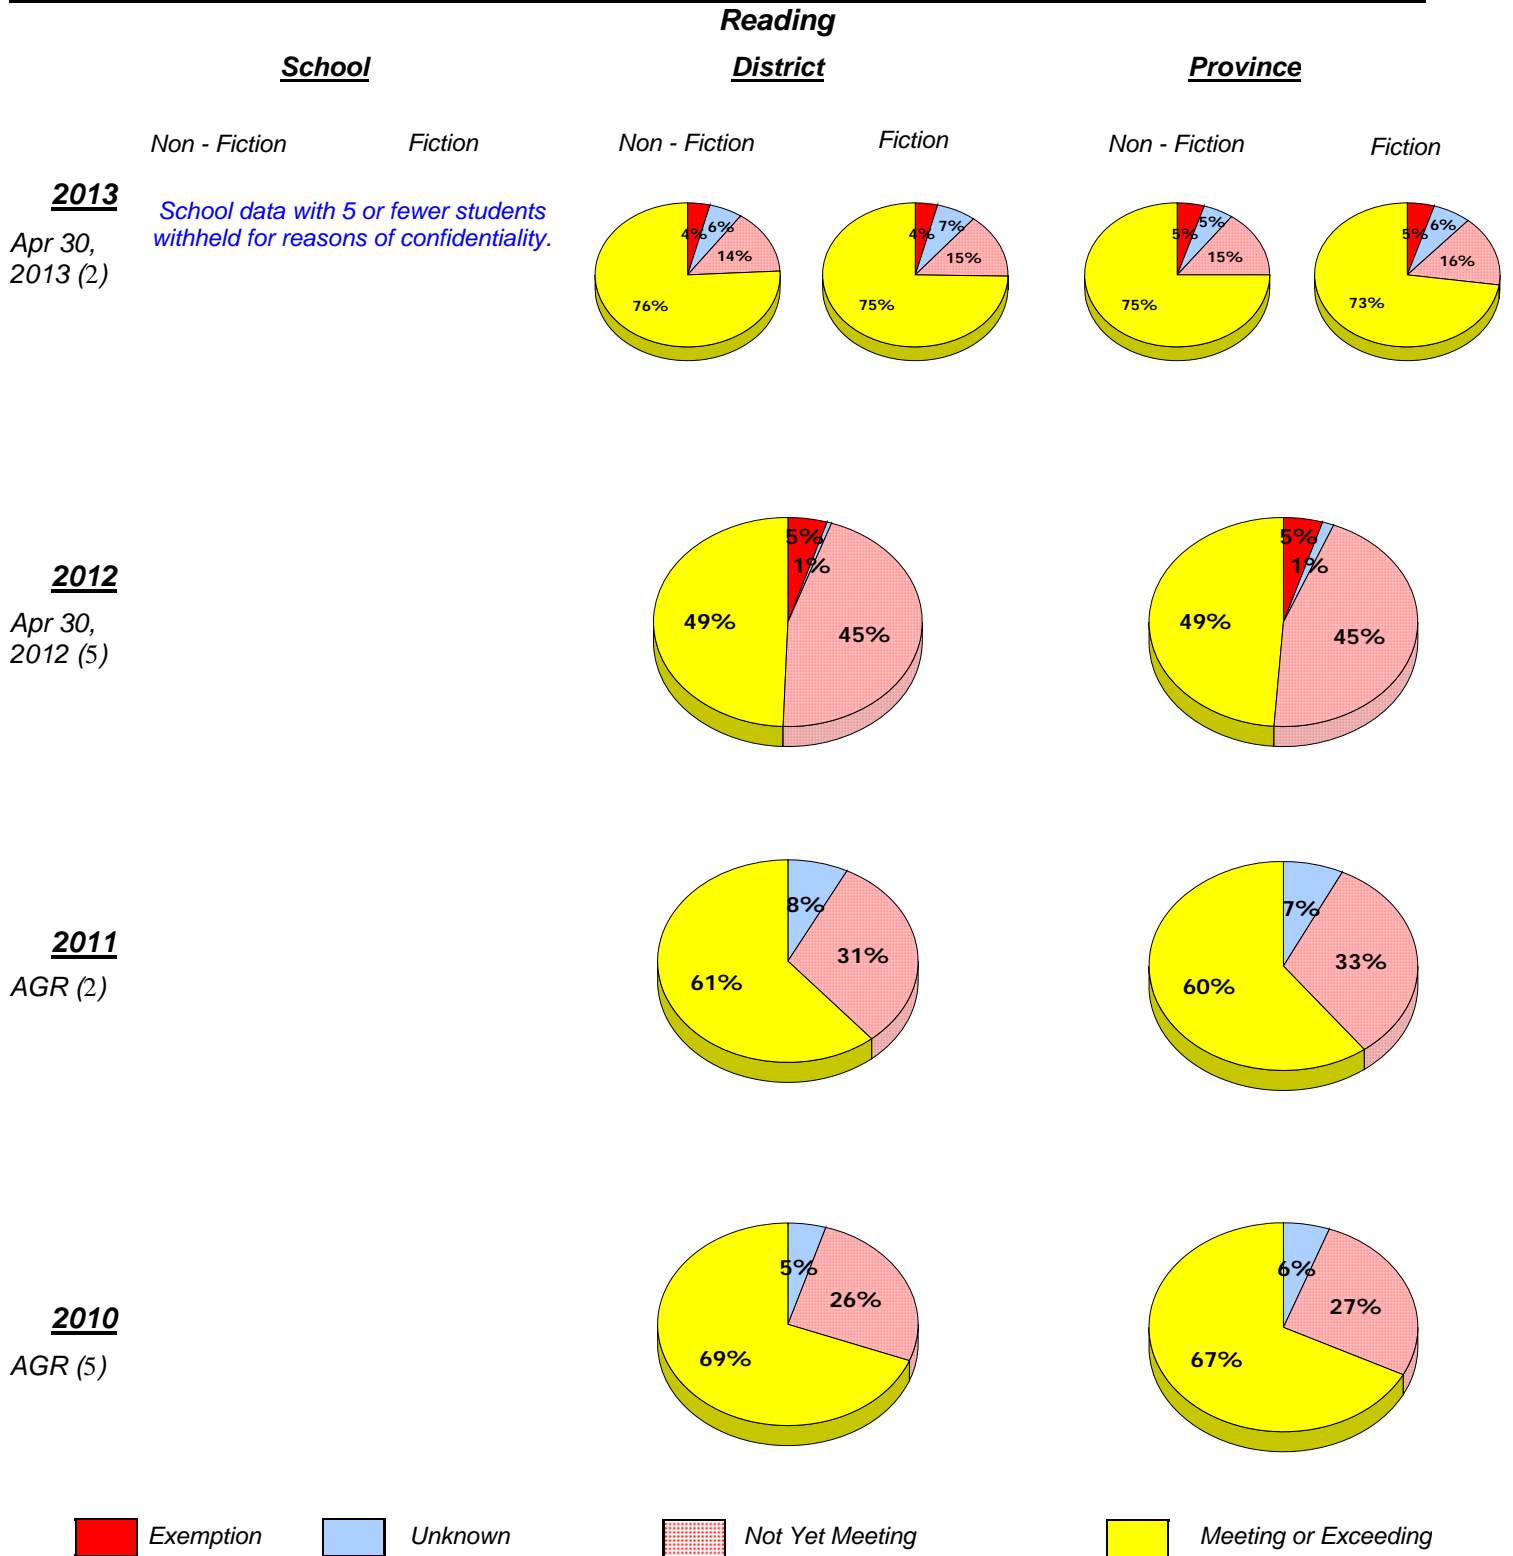 Reading
School District Province
Non - Fiction Fiction Non - Fiction Fiction Non - Fiction Fiction
2013
Apr 30,
2013 (2)
School data with 5 or fewer students
withheld for reasons of confidentiality.
4% 6% 14% 76%
4% 7% 15% 75%
5% 5% 15% 75%
5% 6% 16% 73%
2012
Apr 30,
2012 (5)
5% 1% 45% 49%
5% 1% 45% 49%
2011
AGR (2)
8% 31% 61%
7% 33% 60%
2010
AGR (5)
5% 26% 69%
6% 27% 67%
Exemption Unknown Not Yet Meeting Meeting or Exceeding